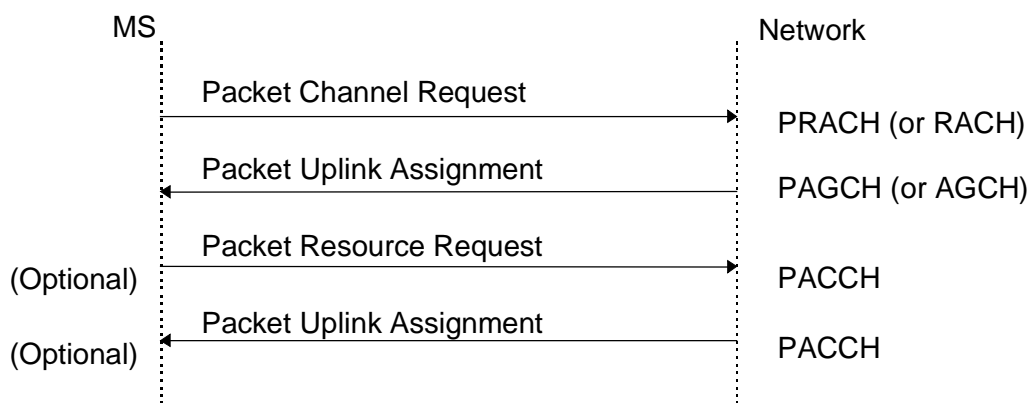 MS
Network
Packet Channel Request
PRACH (or RACH)
Packet Uplink Assignment
PAGCH (or AGCH)
Packet Resource Request
(Optional)
PACCH
Packet Uplink Assignment
(Optional)
PACCH